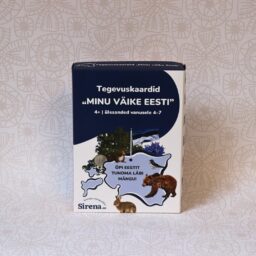 Tegevuskaardid
„MINU VÄIKE EESTI”
4+ | ülesanded vanusele 4-7
ÕPI EESTIT
TUNDMA LÄBI
MÄNGU!
Sirena